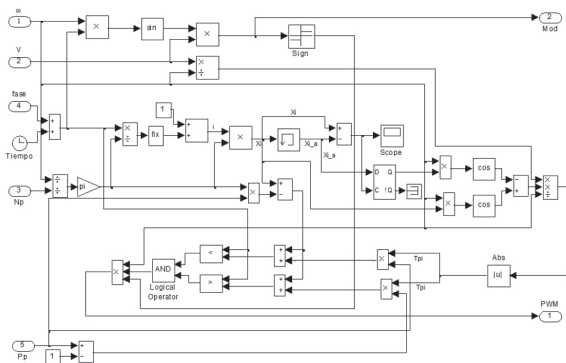 ω
1
V
2
fase
4
Tiempo
3
Np
5
Pp
sin
Sign
2
Mod
1
fix
i
Xi
Xi
Xi_a
Xi_a
Scope
D Q
C !Q
cos
cos
pi
AND
Logical
Operator
<
>
Tpi
Tpi
Abs
|u|
PWM
1
1